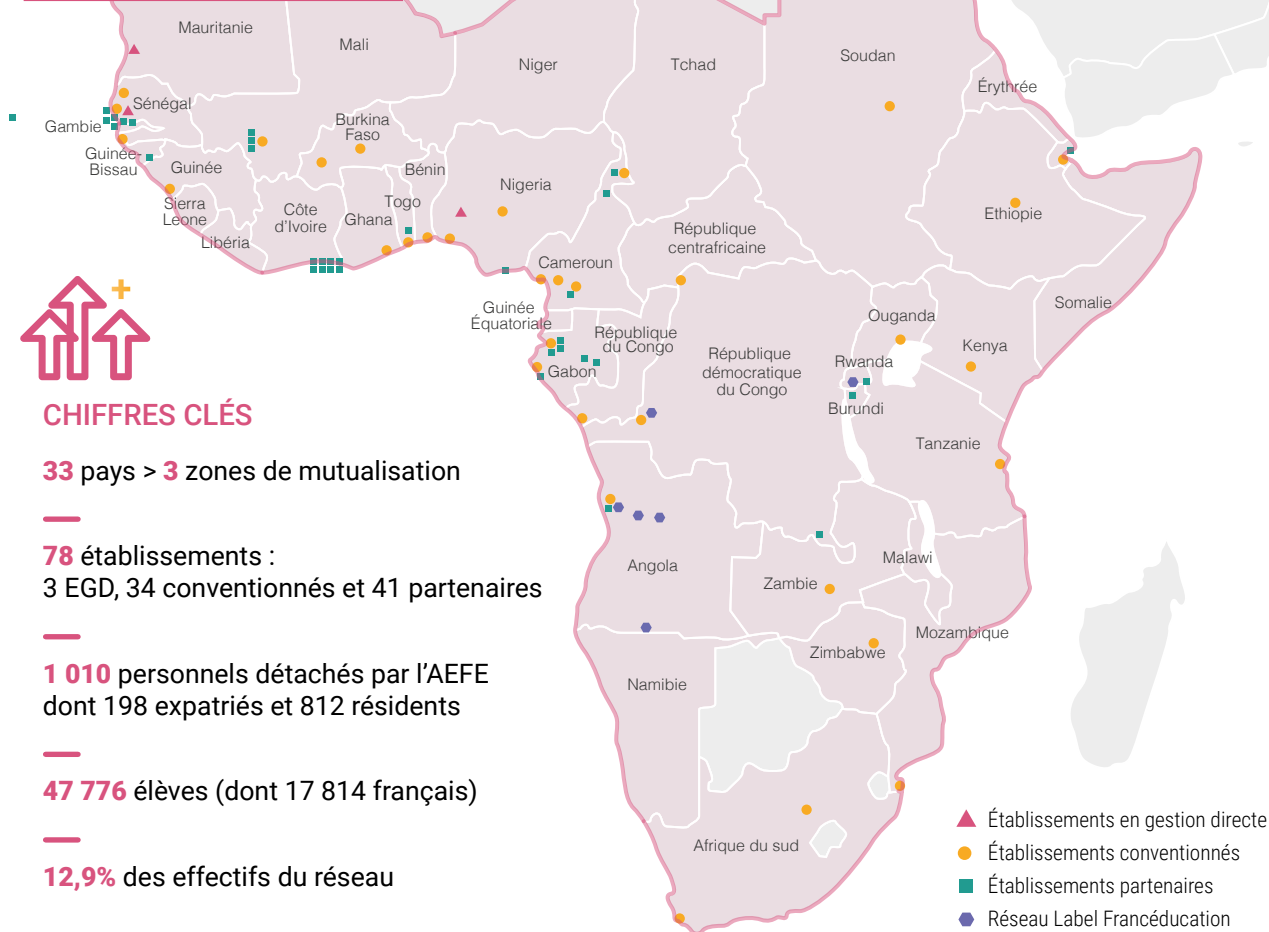 Mauritanie
Mali
Niger
Tchad
Soudan
Érythrée
Sénégal
Gambie
Burkina
Faso
Guinée-
Bissau
Guinée
Bénin
Nigeria
Ethiopie
Sierra
Leone
Côte
d'Ivoire
Togo
Ghana
Libéria
République
centrafricaine
Cameroun
Somalie
Guinée
Équatoriale
République
du Congo
Ouganda
Kenya
République
démocratique
du Congo
Rwanda
Gabon
Burundi
Tanzanie
Angola
Malawi
Zambie
Mozambique
Zimbabwe
Namibie
Afrique du sud
CHIFFRES CLÉS
33 pays > 3 zones de mutualisation
78 établissements :
3 EGD, 34 conventionnés et 41 partenaires
1 010 personnels détachés par l'AEFE
dont 198 expatriés et 812 résidents
47 776 élèves (dont 17 814 français)
12,9% des effectifs du réseau
Établissements en gestion directe
Établissements conventionnés
Établissements partenaires
Réseau Label Francéducation